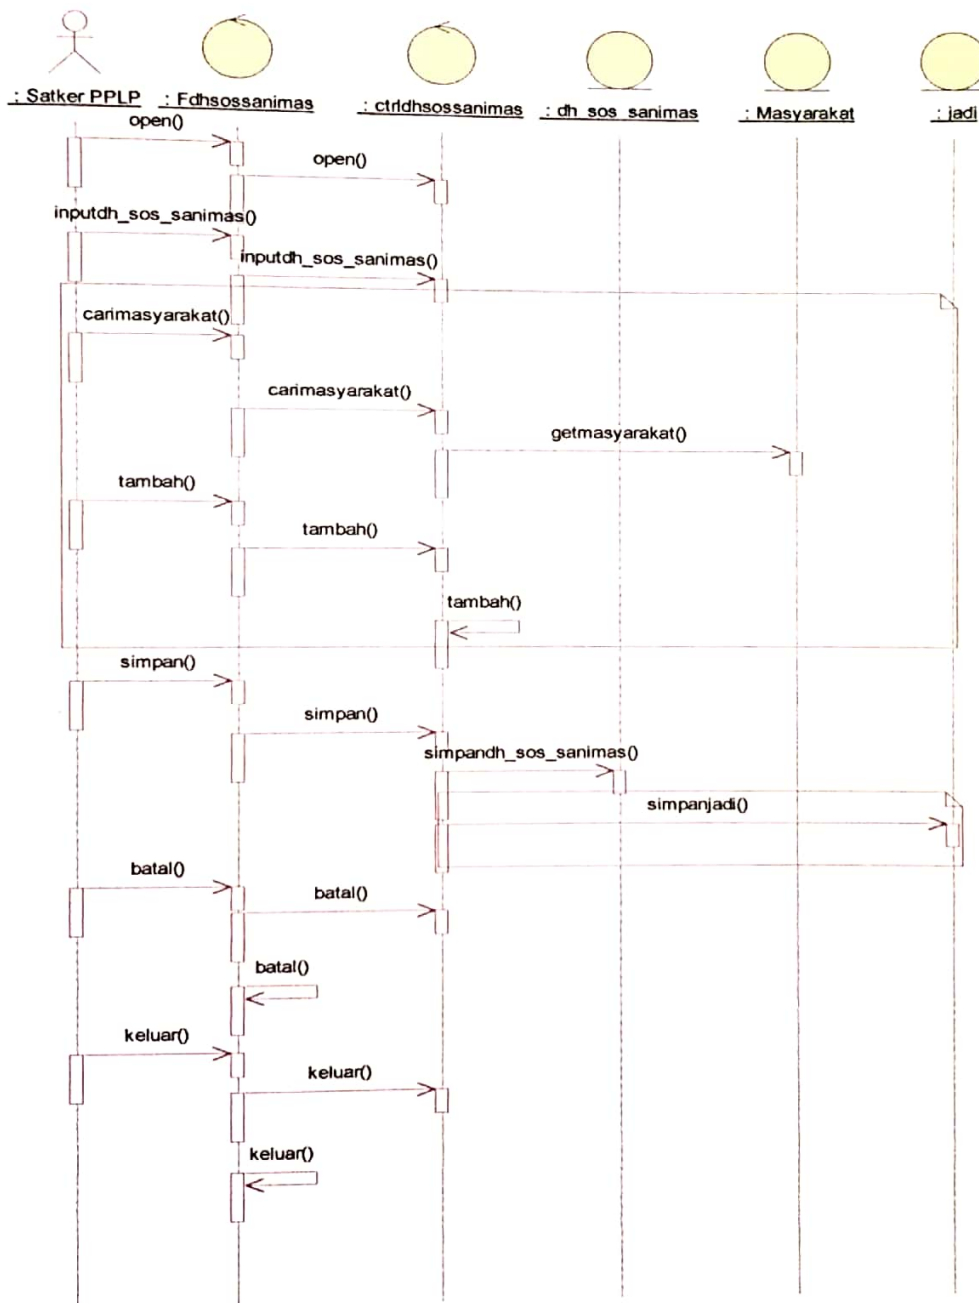 : Satker PPLP
: Fdhsossanimas
: ctrldhsossanimas
: dh_sos_sanimas
: Masyarakat
: jadi
open()
open()
inputdh_sos_sanimas()
inputdh_sos_sanimas()
carimasyarakat()
carimasyarakat()
getmasyarakat()
tambah()
tambah()
tambah()
simpan()
simpan()
simpandh_sos_sanimas()
simpanjadi()
batal()
batal()
batal()
keluar()
keluar()
keluar()